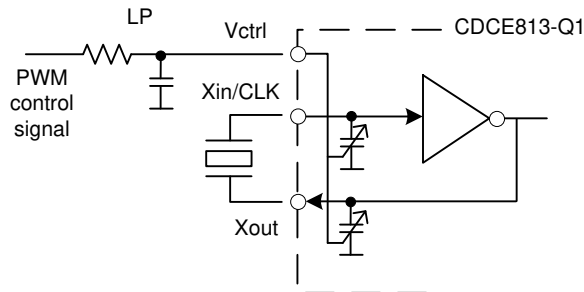 LP
Vctrl
CDCE813-Q1
PWM
control
signal
Xin/CLK
Xout